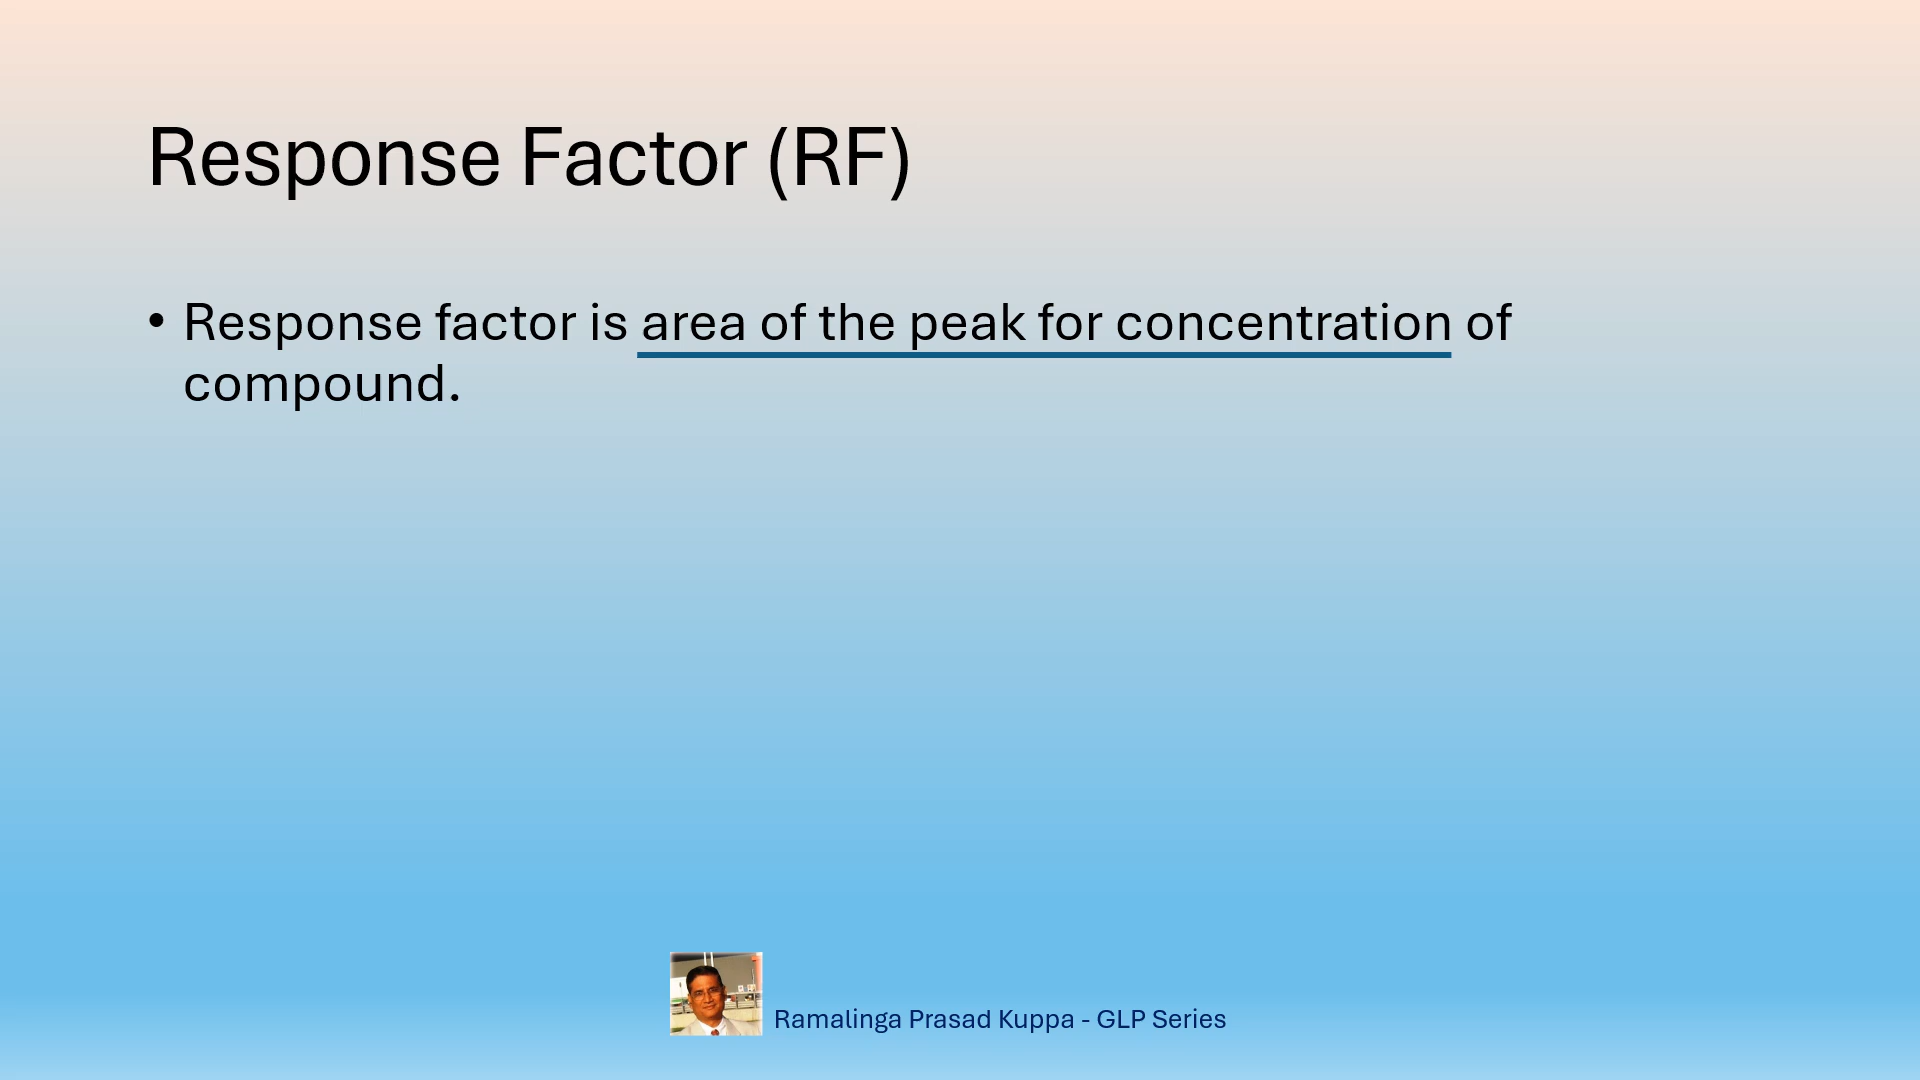 Response Factor (RF)
• Response factor is area of the peak for concentration of
compound.
Ramalinga Prasad Kuppa - GLP Series